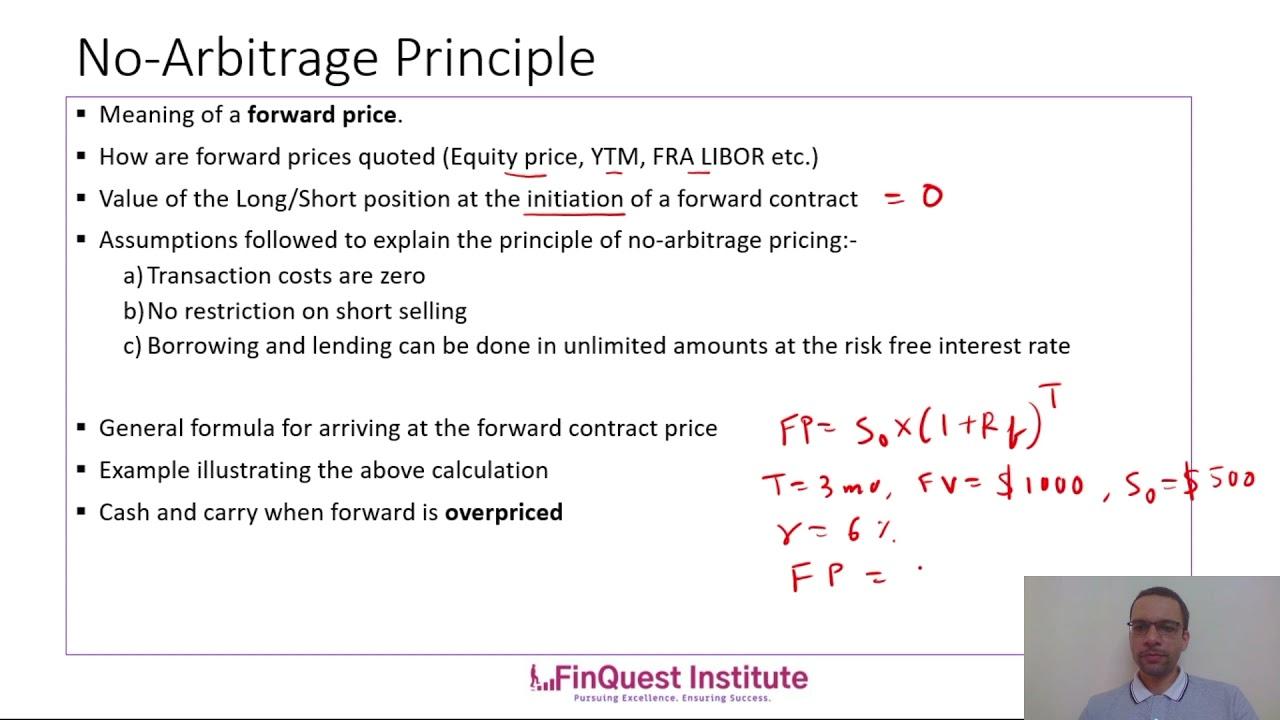 No-Arbitrage Principle
▪ Meaning of a forward price.
▪ How are forward prices quoted (Equity price, YTM, FRA LIBOR etc.)
▪ Value of the Long/Short position at the initiation of a forward contract = 0
▪ Assumptions followed to explain the principle of no-arbitrage pricing:-
a) Transaction costs are zero
b) No restriction on short selling
c) Borrowing and lending can be done in unlimited amounts at the risk free interest rate
▪ General formula for arriving at the forward contract price FP = S₀ × (1 + Rf)^T
▪ Example illustrating the above calculation T = 3 mo, FV = $1000, S₀ = $500
▪ Cash and carry when forward is overpriced r = 6 %.
FP =
FinQuest Institute
Pursuing Excellence. Ensuring Success.